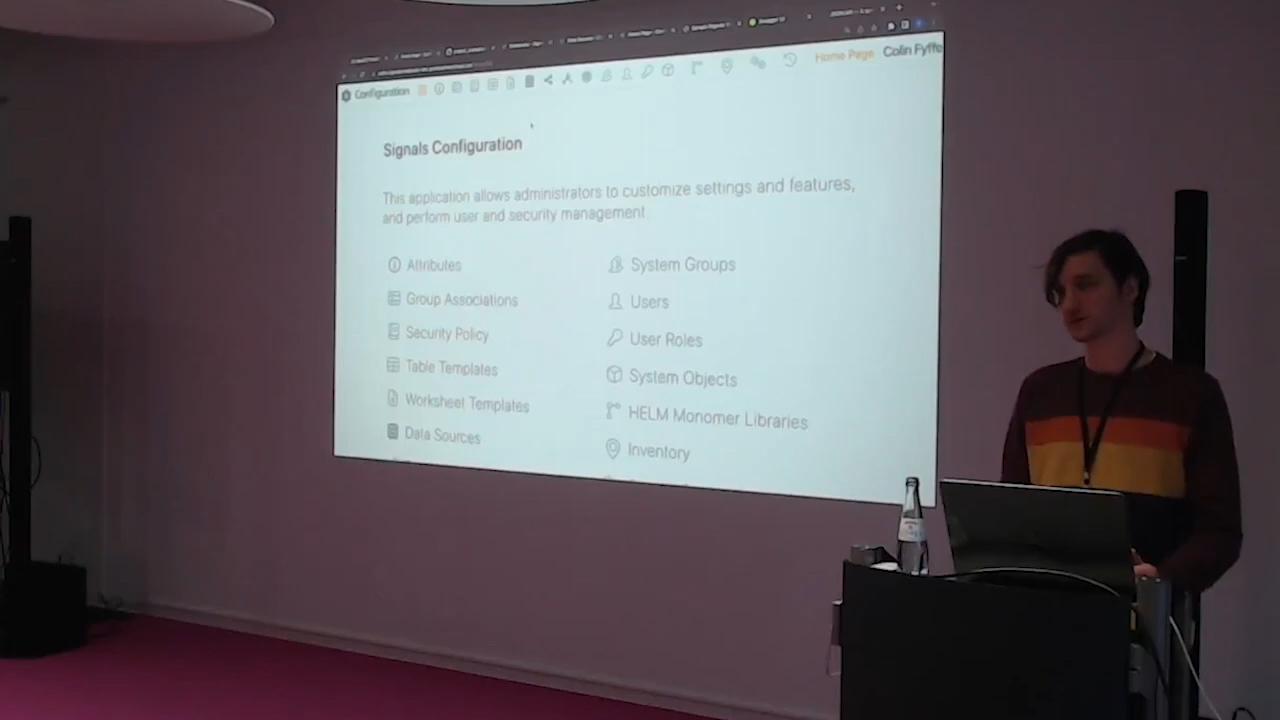 Configuration
Home Page Colin Fyffe
Signals Configuration
This application allows administrators to customize settings and features,
and perform user and security management
Attributes
Group Associations
Security Policy
Table Templates
Worksheet Templates
Data Sources
System Groups
Users
User Roles
System Objects
HELM Monomer Libraries
Inventory